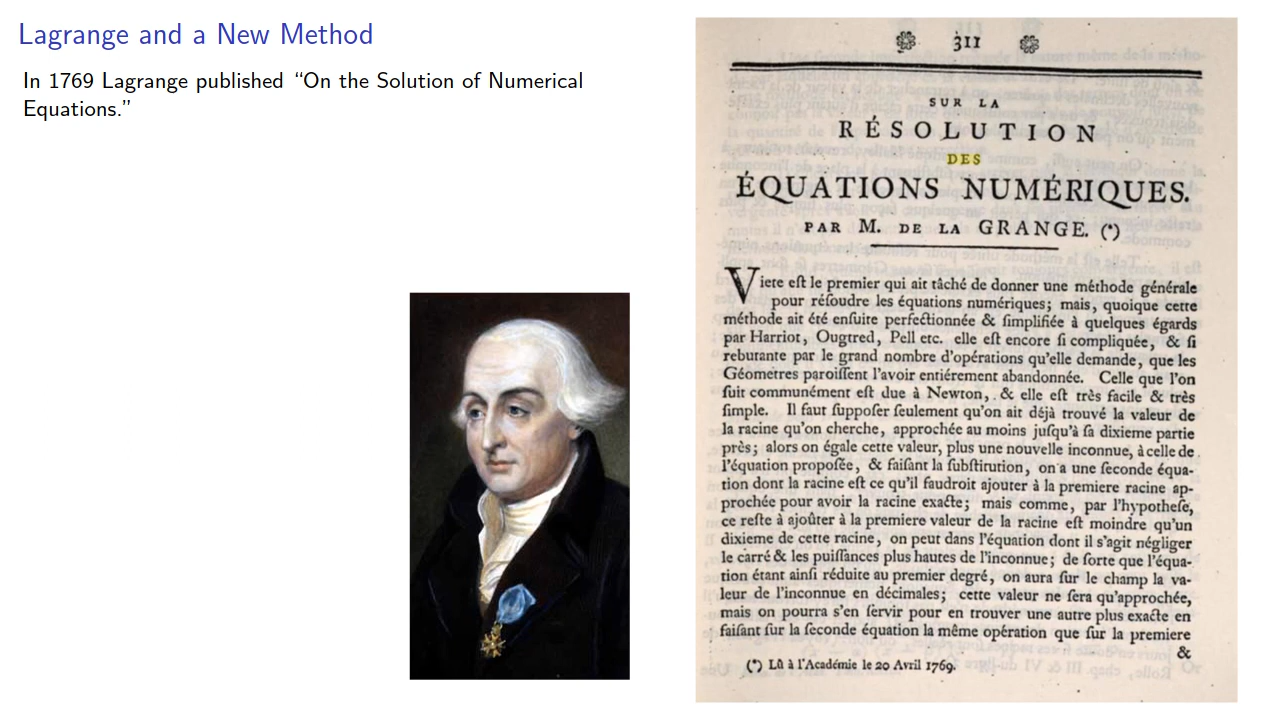 Lagrange and a New Method
In 1769 Lagrange published “On the Solution of Numerical
Equations.”
311
SUR LA
RÉSOLUTION
DES
ÉQUATIONS NUMÉRIQUES.
PAR M. DE LA GRANGE. (*)
Viete eſt le premier qui ait tâché de donner une méthode générale
pour réſoudre les équations numériques; mais, quoique cette
méthode ait été enſuite perfectionnée & ſimplifiée à quelques égards
par Harriot, Ougtred, Pell etc. elle eſt encore ſi compliquée, & ſi
rebutante par le grand nombre d'opérations qu'elle demande, que les
Géometres paroiſſent l'avoir entiérement abandonnée. Celle que l'on
ſuit communément eſt due à Newton, & elle eſt très facile & très
ſimple. Il faut ſuppoſer ſeulement qu'on ait déjà trouvé la valeur de
la racine qu'on cherche, approchée au moins juſqu'à ſa dixieme partie
près; alors on égale cette valeur, plus une nouvelle inconnue, à celle de
l'équation propoſée, & faiſant la ſubſtitution, on a une ſeconde équa-
tion dont la racine eſt ce qu'il faudroit ajouter à la premiere racine ap-
prochée pour avoir la racine exacte; mais comme, par l'hypotheſe,
ce reſte à ajoûter à la premiere valeur de la racine eſt moindre qu'un
dixieme de cette racine, on peut dans l'équation dont il s'agit négliger
le carré & les puiſſances plus hautes de l'inconnue; de ſorte que l'équa-
tion étant ainſi réduite au premier degré, on aura ſur le champ la va-
leur de l'inconnue en décimales; cette valeur ne ſera qu'approchée,
mais on pourra s'en ſervir pour en trouver une autre plus exacte en
faiſant ſur la ſeconde équation la même opération que ſur la premiere
&
(*) Lû à l'Académie le 20 Avril 1769.